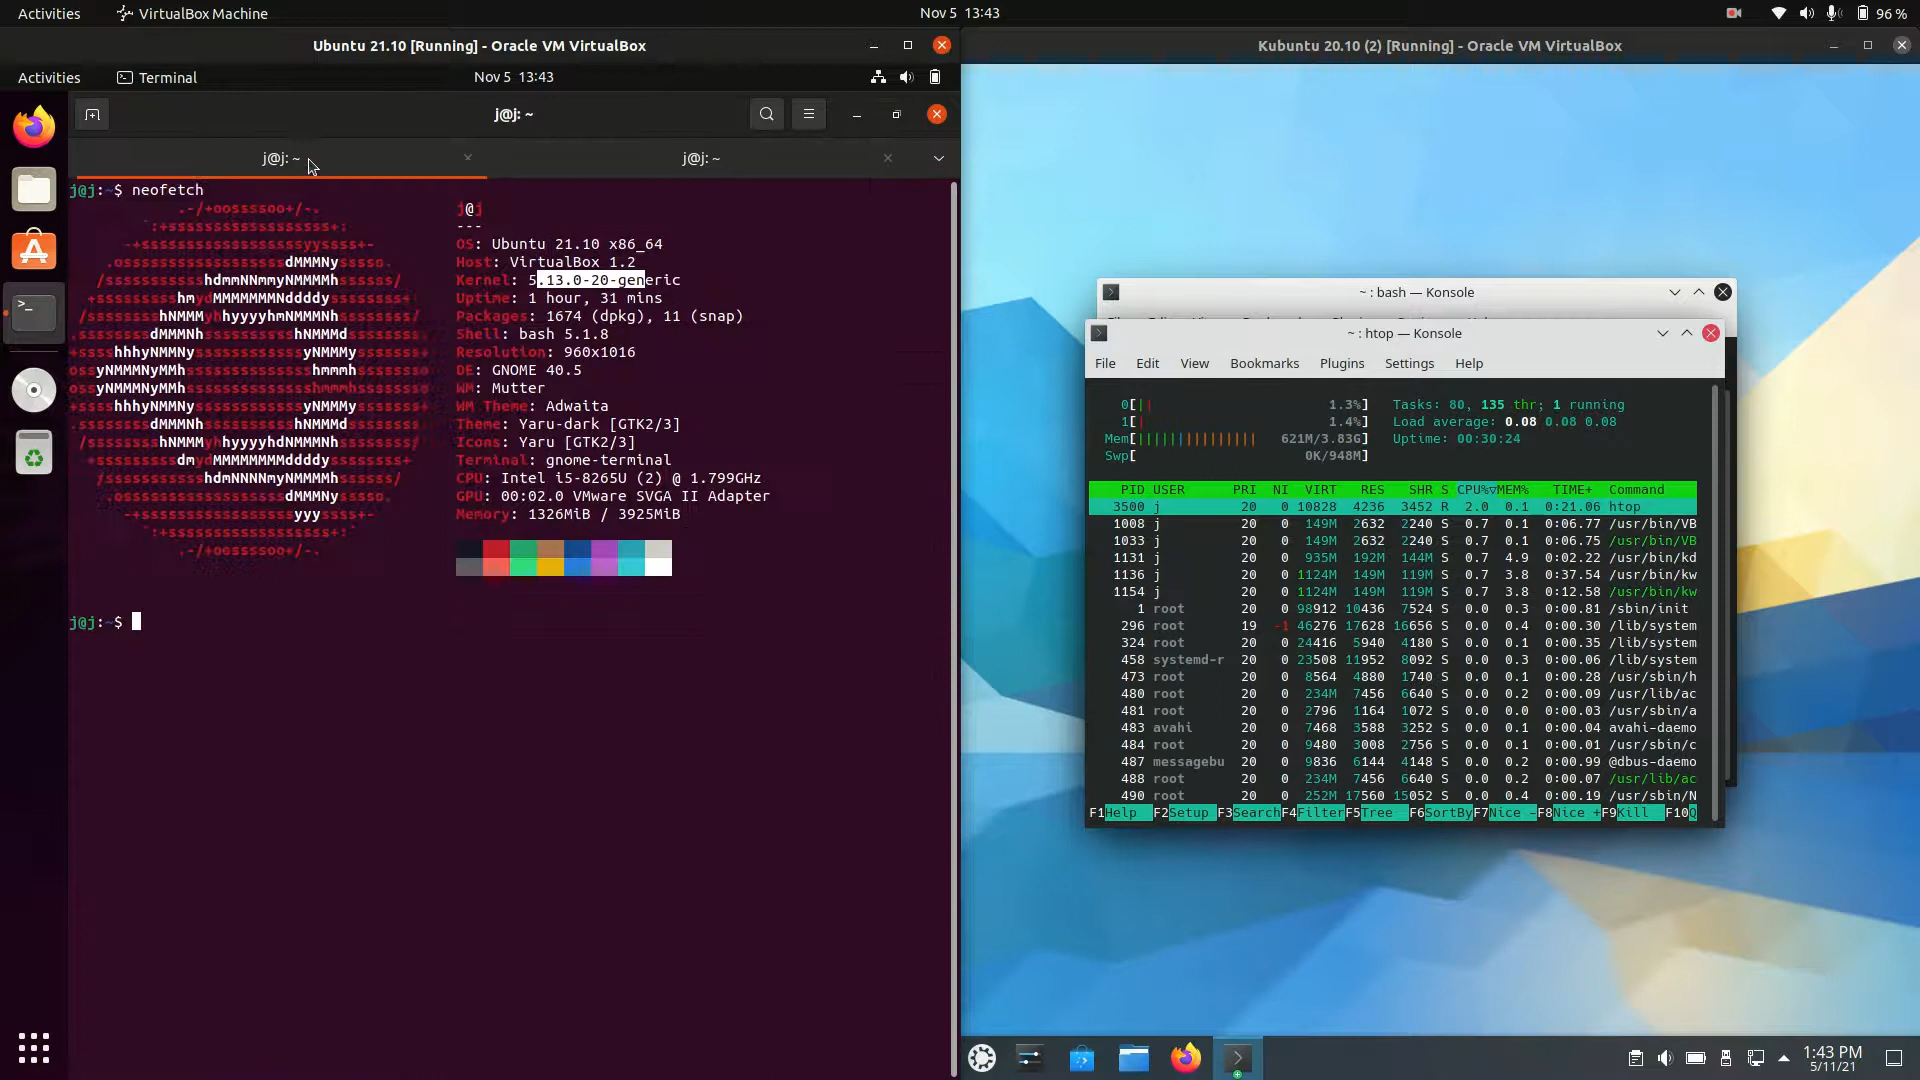 Activities VirtualBox Machine Nov 5 13:43 96 %
Ubuntu 21.10 [Running] - Oracle VM VirtualBox
Activities Terminal Nov 5 13:43
j@j: ~
j@j: ~ j@j: ~
j@j:~$ neofetch
.-/+oossssoo+/-. j@j
`:+ssssssssssssssssss+:` ---
-+ssssssssssssssssssyyssss+- OS: Ubuntu 21.10 x86_64
.ossssssssssssssssssdMMMNysssso. Host: VirtualBox 1.2
/ssssssssssshdmmNNmmyNMMMMhssssss/ Kernel: 5.13.0-20-generic
+ssssssssshmydMMMMMMMNddddyssssssss+ Uptime: 1 hour, 31 mins
/sssssssshNMMMyhhyyyyhmNMMMNhssssssss/ Packages: 1674 (dpkg), 11 (snap)
.ssssssssdMMMNhsssssssssshNMMMdssssssss. Shell: bash 5.1.8
+sssshhhyNMMNyssssssssssssyNMMMysssssss+ Resolution: 960x1016
ossyNMMMNyMMhsssssssssssssshmmmhssssssso DE: GNOME 40.5
ossyNMMMNyMMhsssssssssssssshmmmhssssssso WM: Mutter
+sssshhhyNMMNyssssssssssssyNMMMysssssss+ WM Theme: Adwaita
.ssssssssdMMMNhsssssssssshNMMMdssssssss. Theme: Yaru-dark [GTK2/3]
/sssssssshNMMMyhhyyyyhdNMMMNhssssssss/ Icons: Yaru [GTK2/3]
+sssssssssdmydMMMMMMMMddddyssssssss+ Terminal: gnome-terminal
/ssssssssssshdmNNNNmyNMMMMhssssss/ CPU: Intel i5-8265U (2) @ 1.799GHz
.ossssssssssssssssssdMMMNysssso. GPU: 00:02.0 VMware SVGA II Adapter
-+sssssssssssssssssyyyssss+- Memory: 1326MiB / 3925MiB
`:+ssssssssssssssssss+:`
.-/+oossssoo+/-.
j@j:~$
Kubuntu 20.10 (2) [Running] - Oracle VM VirtualBox
~ : bash — Konsole
~ : htop — Konsole
File Edit View Bookmarks Plugins Settings Help
0[|| 1.3%] Tasks: 80, 135 thr; 1 running
1[| 1.4%] Load average: 0.08 0.08 0.08
Mem[|||||||||||||||| 621M/3.83G] Uptime: 00:30:24
Swp[ 0K/948M]
PID USER PRI NI VIRT RES SHR S CPU%▽MEM% TIME+ Command
3500 j 20 0 10828 4236 3452 R 2.0 0.1 0:21.06 htop
1008 j 20 0 149M 2632 2240 S 0.7 0.1 0:06.77 /usr/bin/VB
1033 j 20 0 149M 2632 2240 S 0.7 0.1 0:06.75 /usr/bin/VB
1131 j 20 0 935M 192M 144M S 0.7 4.9 0:02.22 /usr/bin/kd
1136 j 20 0 1124M 149M 119M S 0.7 3.8 0:37.54 /usr/bin/kw
1154 j 20 0 1124M 149M 119M S 0.7 3.8 0:12.58 /usr/bin/kw
1 root 20 0 98912 10436 7524 S 0.0 0.3 0:00.81 /sbin/init
296 root 19 -1 46276 17628 16656 S 0.0 0.4 0:00.30 /lib/system
324 root 20 0 24416 5940 4180 S 0.0 0.1 0:00.35 /lib/system
458 systemd-r 20 0 23508 11952 8092 S 0.0 0.3 0:00.06 /lib/system
473 root 20 0 8564 4880 1740 S 0.0 0.1 0:00.28 /usr/sbin/h
480 root 20 0 234M 7456 6640 S 0.0 0.2 0:00.09 /usr/lib/ac
481 root 20 0 2796 1164 1072 S 0.0 0.0 0:00.03 /usr/sbin/a
483 avahi 20 0 7468 3588 3252 S 0.0 0.1 0:00.04 avahi-daemo
484 root 20 0 9480 3008 2756 S 0.0 0.1 0:00.01 /usr/sbin/c
487 messagebu 20 0 9836 6144 4148 S 0.0 0.2 0:00.99 @dbus-daemo
488 root 20 0 234M 7456 6640 S 0.0 0.2 0:00.07 /usr/lib/ac
490 root 20 0 252M 17560 15052 S 0.0 0.4 0:00.19 /usr/sbin/N
F1Help F2Setup F3SearchF4FilterF5Tree F6SortByF7Nice -F8Nice +F9Kill F10Q
1:43 PM
5/11/21